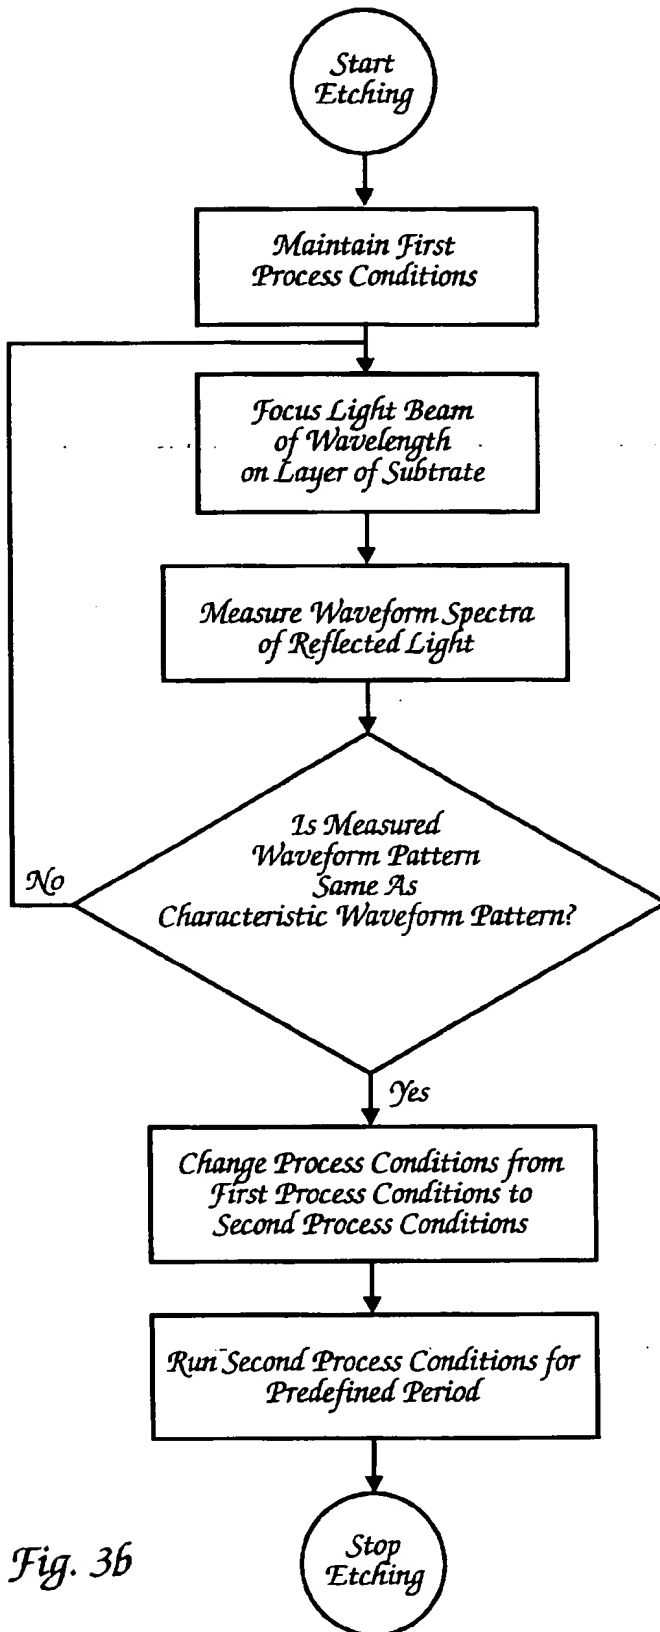 Start
Etching
Maintain First
Process Conditions
Focus Light Beam
of Wavelength
on Layer of Subtrate
Measure Waveform Spectra
of Reflected Light
Is Measured
Waveform Pattern
Same As
Characteristic Waveform Pattern?
No
Yes
Change Process Conditions from
First Process Conditions to
Second Process Conditions
Run Second Process Conditions for
Predefined Period
Stop
Etching
Fig. 3b